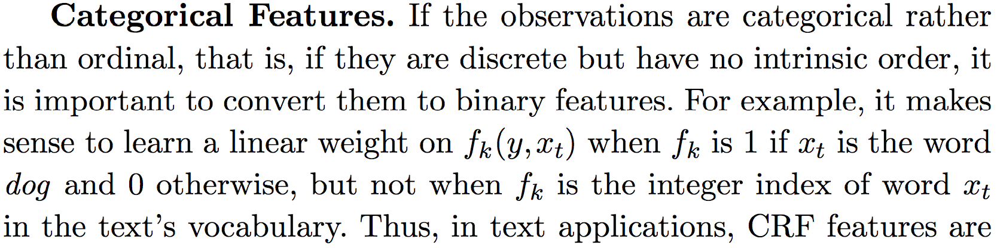 Categorical Features. If the observations are categorical rather
than ordinal, that is, if they are discrete but have no intrinsic order, it
is important to convert them to binary features. For example, it makes
sense to learn a linear weight on f_k(y, x_t) when f_k is 1 if x_t is the word
dog and 0 otherwise, but not when f_k is the integer index of word x_t
in the text’s vocabulary. Thus, in text applications, CRF features are